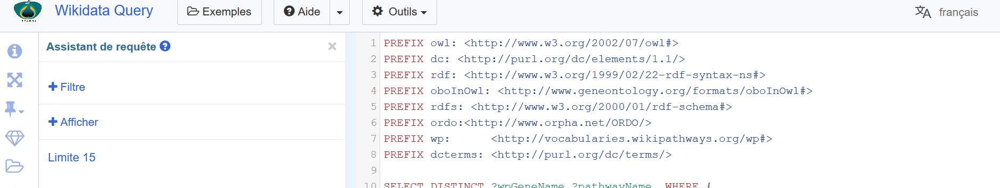 Wikidata Query
Exemples
Aide
Outils
français
Assistant de requête
Filtre
Afficher
Limite 15
1 PREFIX owl: <http://www.w3.org/2002/07/owl#>
2 PREFIX dc: <http://purl.org/dc/elements/1.1/>
3 PREFIX rdf: <http://www.w3.org/1999/02/22-rdf-syntax-ns#>
4 PREFIX oboInOwl: <http://www.geneontology.org/formats/oboInOwl#>
5 PREFIX rdfs: <http://www.w3.org/2000/01/rdf-schema#>
6 PREFIX ordo:<http://www.orpha.net/ORDO/>
7 PREFIX wp:      <http://vocabularies.wikipathways.org/wp#>
8 PREFIX dcterms: <http://purl.org/dc/terms/>
9
10 SELECT DISTINCT ?wpGeneName ?pathwayName  WHERE {